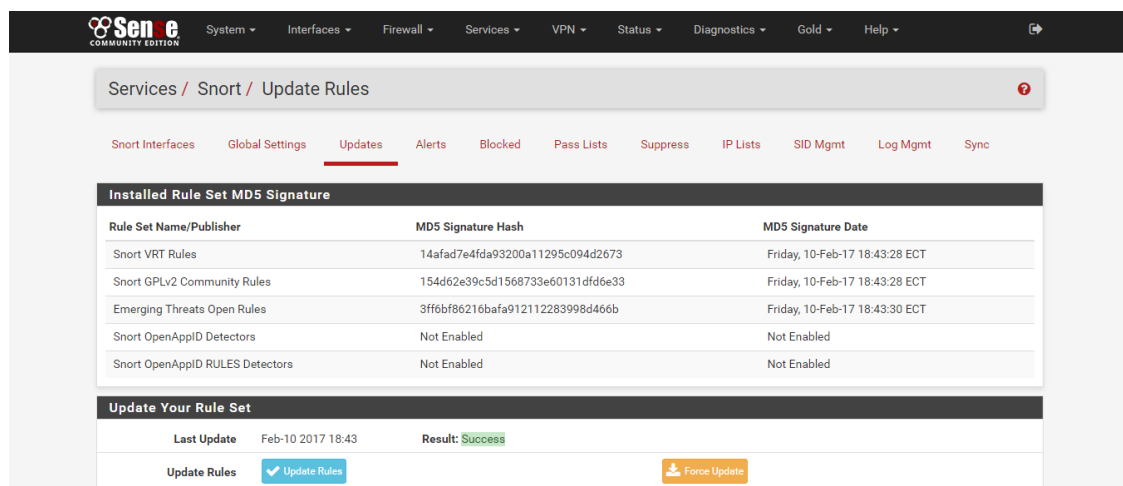 Sense
COMMUNITY EDITION
System Interfaces Firewall Services VPN Status Diagnostics Gold Help
Services / Snort / Update Rules
Snort Interfaces Global Settings Updates Alerts Blocked Pass Lists Suppress IP Lists SID Mgmt Log Mgmt Sync
Installed Rule Set MD5 Signature
Rule Set Name/Publisher MD5 Signature Hash MD5 Signature Date
Snort VRT Rules 14afad7e4fda93200a11295c094d2673 Friday, 10-Feb-17 18:43:28 ECT
Snort GPLv2 Community Rules 154d62e39c5d1568733e60131dfd6e33 Friday, 10-Feb-17 18:43:28 ECT
Emerging Threats Open Rules 3ff6bf86216bafa912112283998d466b Friday, 10-Feb-17 18:43:30 ECT
Snort OpenAppID Detectors Not Enabled Not Enabled
Snort OpenAppID RULES Detectors Not Enabled Not Enabled
Update Your Rule Set
Last Update Feb-10 2017 18:43 Result: Success
Update Rules Update Rules Force Update